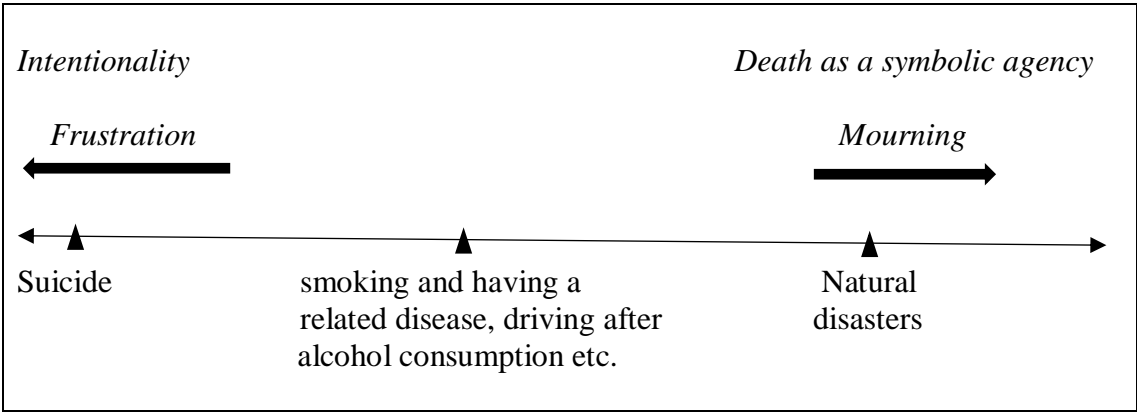 Intentionality
Death as a symbolic agency
Frustration
Mourning
Suicide
smoking and having a
related disease, driving after
alcohol consumption etc.
Natural
disasters